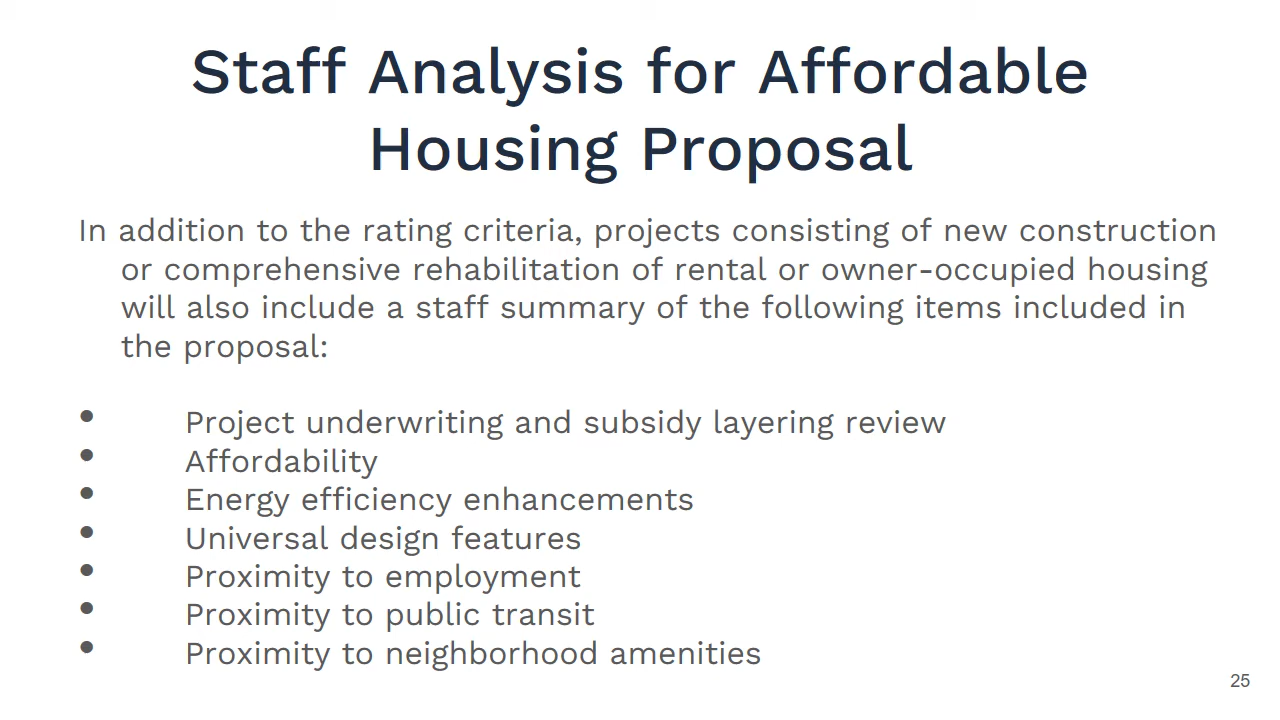 Staff Analysis for Affordable
Housing Proposal
In addition to the rating criteria, projects consisting of new construction
or comprehensive rehabilitation of rental or owner-occupied housing
will also include a staff summary of the following items included in
the proposal:
• Project underwriting and subsidy layering review
• Affordability
• Energy efficiency enhancements
• Universal design features
• Proximity to employment
• Proximity to public transit
• Proximity to neighborhood amenities
25